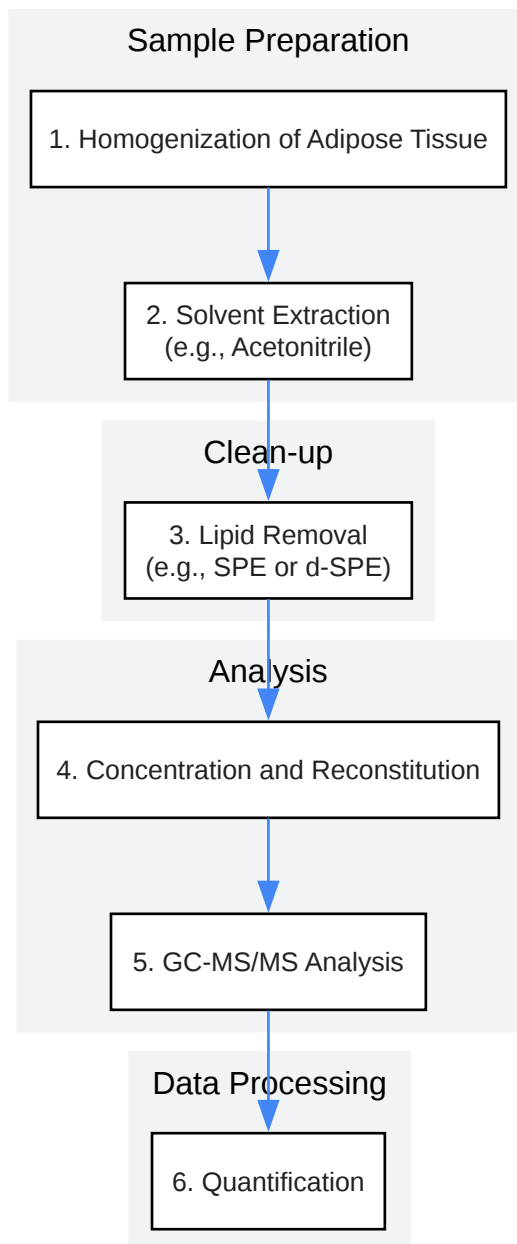 Sample Preparation
1. Homogenization of Adipose Tissue
2. Solvent Extraction
(e.g., Acetonitrile)
Clean-up
3. Lipid Removal
(e.g., SPE or d-SPE)
Analysis
4. Concentration and Reconstitution
5. GC-MS/MS Analysis
Data Processing
6. Quantification